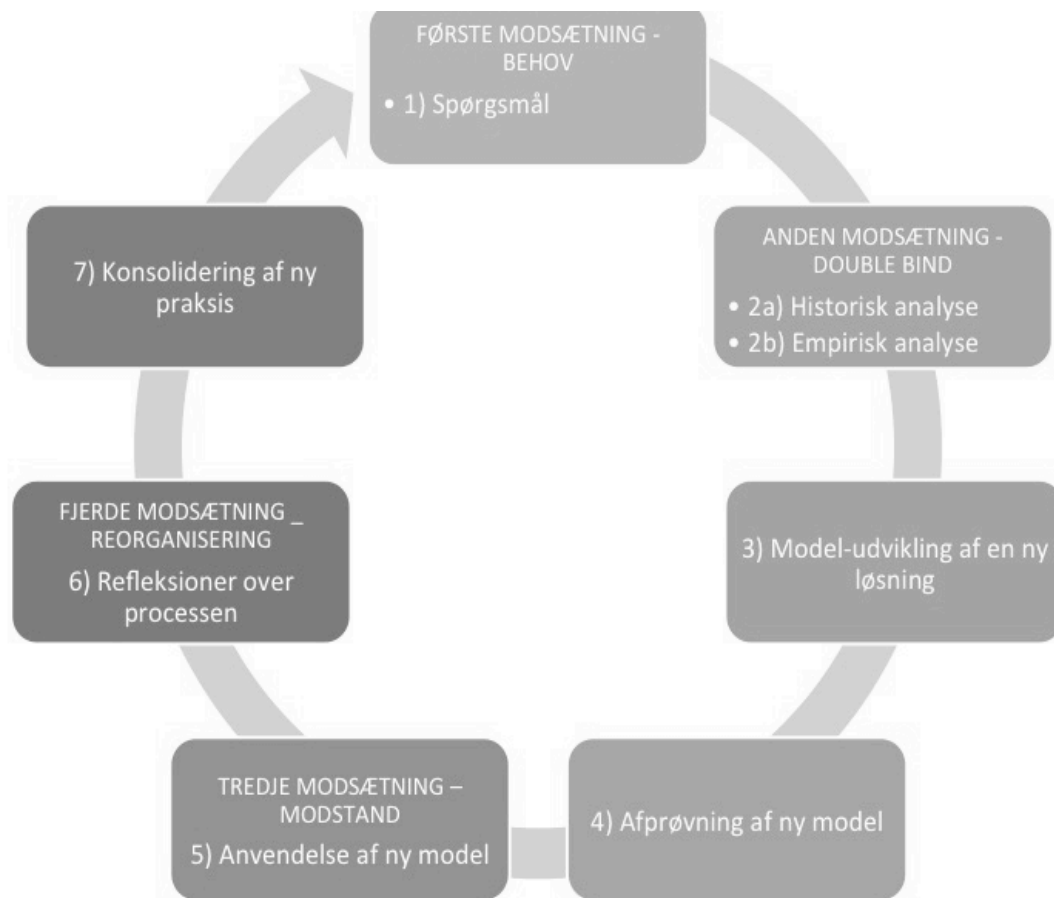 FØRSTE MODSÆTNING -
BEHOV
• 1) Spørgsmål
ANDEN MODSÆTNING -
DOUBLE BIND
• 2a) Historisk analyse
• 2b) Empirisk analyse
3) Model-udvikling af en ny
løsning
4) Afprøvning af ny model
TREDJE MODSÆTNING –
MODSTAND
5) Anvendelse af ny model
FJERDE MODSÆTNING _
REORGANISERING
6) Refleksioner over
processen
7) Konsolidering af ny
praksis